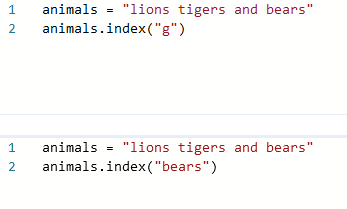 1 animals = "lions tigers and bears"
2 animals.index("g")
1 animals = "lions tigers and bears"
2 animals.index("bears")